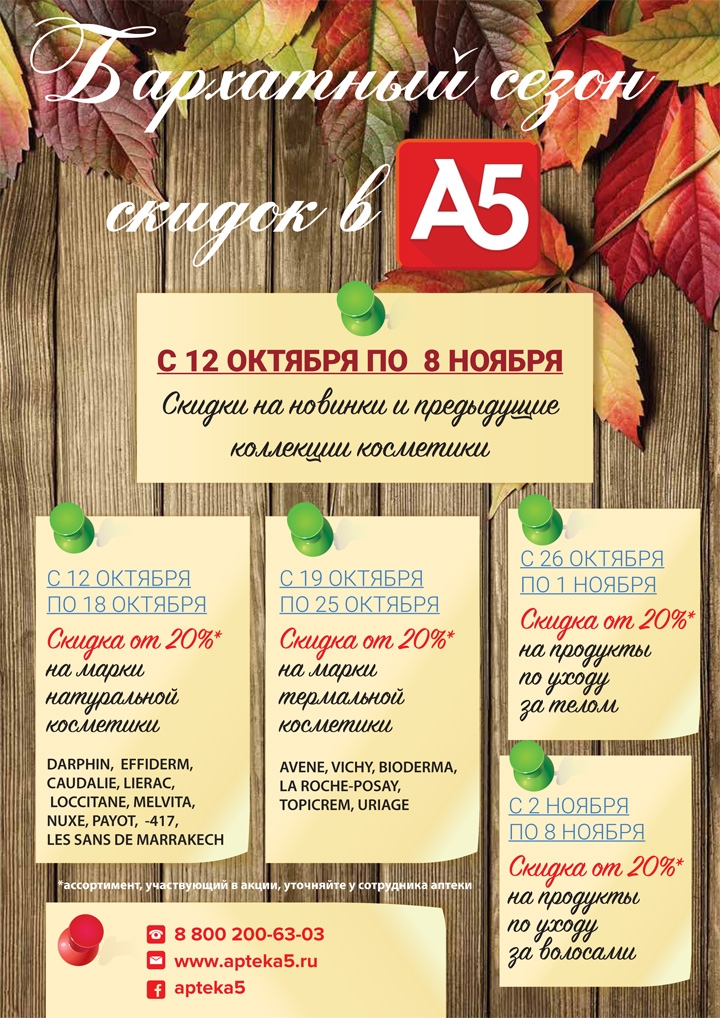 Бархатный сезон
скидок в А5
С 12 ОКТЯБРЯ ПО 8 НОЯБРЯ
Скидки на новинки и предыдущие
коллекции косметики
С 12 ОКТЯБРЯ
ПО 18 ОКТЯБРЯ
Скидка от 20%*
на марки
натуральной
косметики
DARPHIN, EFFIDERM,
CAUDALIE, LIERAC,
LOCCITANE, MELVITA,
NUXE, PAYOT, -417,
LES SANS DE MARRAKECH
С 19 ОКТЯБРЯ
ПО 25 ОКТЯБРЯ
Скидка от 20%*
на марки
термальной
косметики
AVENE, VICHY, BIODERMA,
LA ROCHE-POSAY,
TOPICREM, URIAGE
С 26 ОКТЯБРЯ
ПО 1 НОЯБРЯ
Скидка от 20%*
на продукты
по уходу
за телом
С 2 НОЯБРЯ
ПО 8 НОЯБРЯ
Скидка от 20%*
на продукты
по уходу
за волосами
*ассортимент, участвующий в акции, уточняйте у сотрудника аптеки
8 800 200-63-03
www.apteka5.ru
apteka5